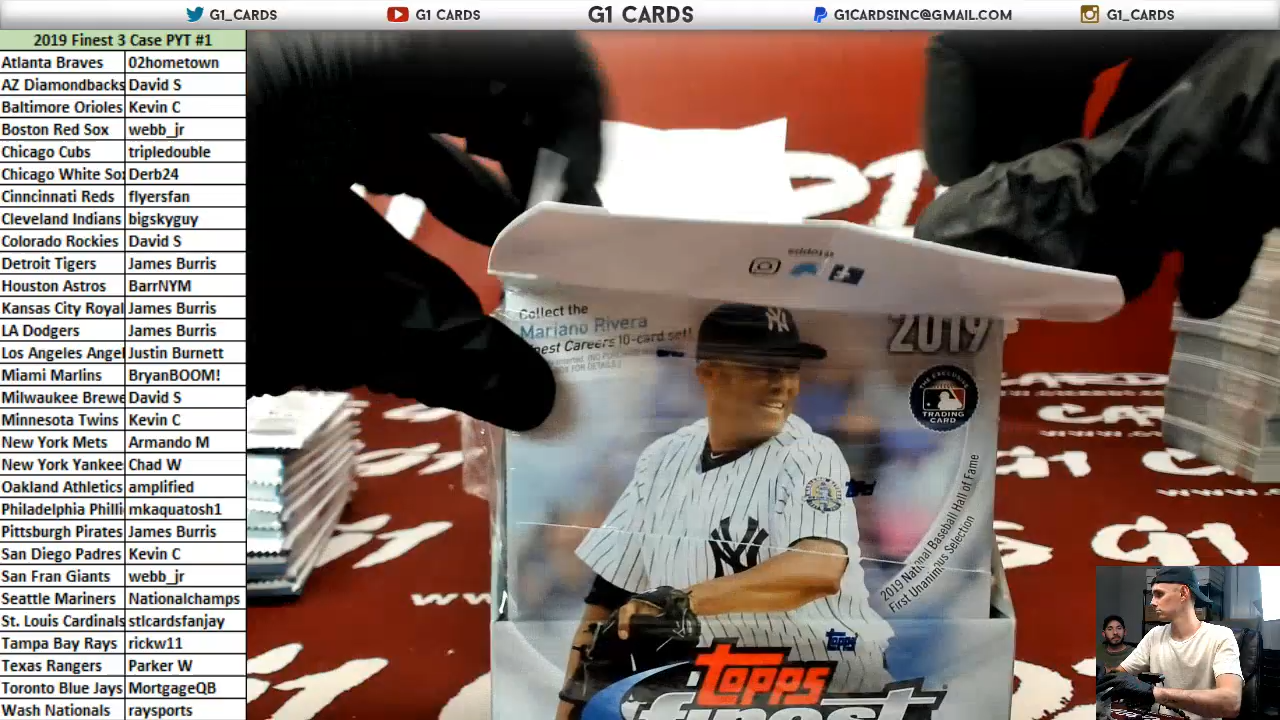 G1_CARDS
G1 CARDS
G1 CARDS
G1CARDSINC@GMAIL.COM
G1_CARDS
2019 Finest 3 Case PYT #1
Atlanta Braves 02hometown
AZ Diamondbacks David S
Baltimore Orioles Kevin C
Boston Red Sox webb_jr
Chicago Cubs tripledouble
Chicago White So Derb24
Cinncinnati Reds flyersfan
Cleveland Indians bigskyguy
Colorado Rockies David S
Detroit Tigers James Burris
Houston Astros BarrNYM
Kansas City Royal James Burris
LA Dodgers James Burris
Los Angeles Angel Justin Burnett
Miami Marlins BryanBOOM!
Milwaukee Brewe David S
Minnesota Twins Kevin C
New York Mets Armando M
New York Yankee Chad W
Oakland Athletics amplified
Philadelphia Philli mkaquatosh1
Pittsburgh Pirates James Burris
San Diego Padres Kevin C
San Fran Giants webb_jr
Seattle Mariners Nationalchamps
St. Louis Cardinals stlcardsfanjay
Tampa Bay Rays rickw11
Texas Rangers Parker W
Toronto Blue Jays MortgageQB
Wash Nationals raysports
@topps
Collect the
Mariano Rivera
Finest Careers 10-card set!
2019
THE EXCLUSIVE
TRADING
CARD
2019 National Baseball Hall of Fame
First Unanimous Selection
NY
topps
topps
finest
G1